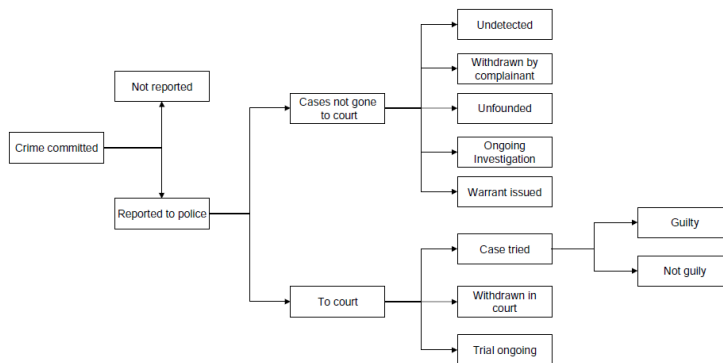 Undetected
Withdrawn by
complainant
Not reported
Cases not gone
to court
Unfounded
Crime committed
Ongoing
Investigation
Warrant issued
Reported to police
Guilty
Case tried
Not guily
To court
Withdrawn in
court
Trial ongoing